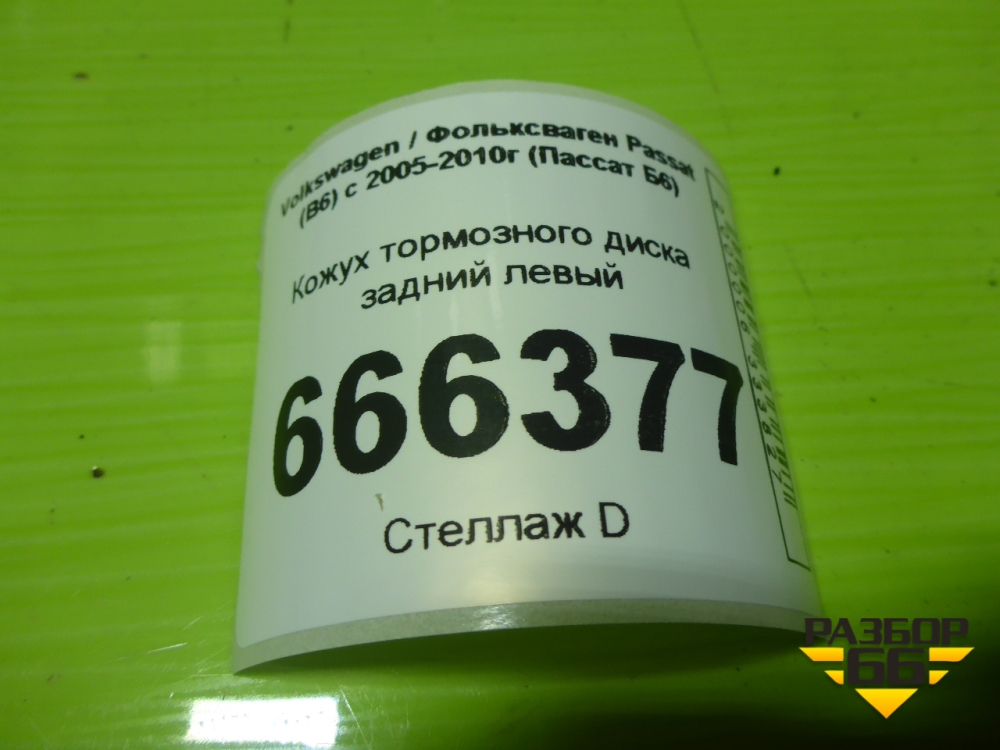 Volkswagen / Фольксваген Passat
(B6) с 2005-2010г (Пассат Б6)
Кожух тормозного диска
задний левый
666377
Стеллаж D
РАЗБОР
66